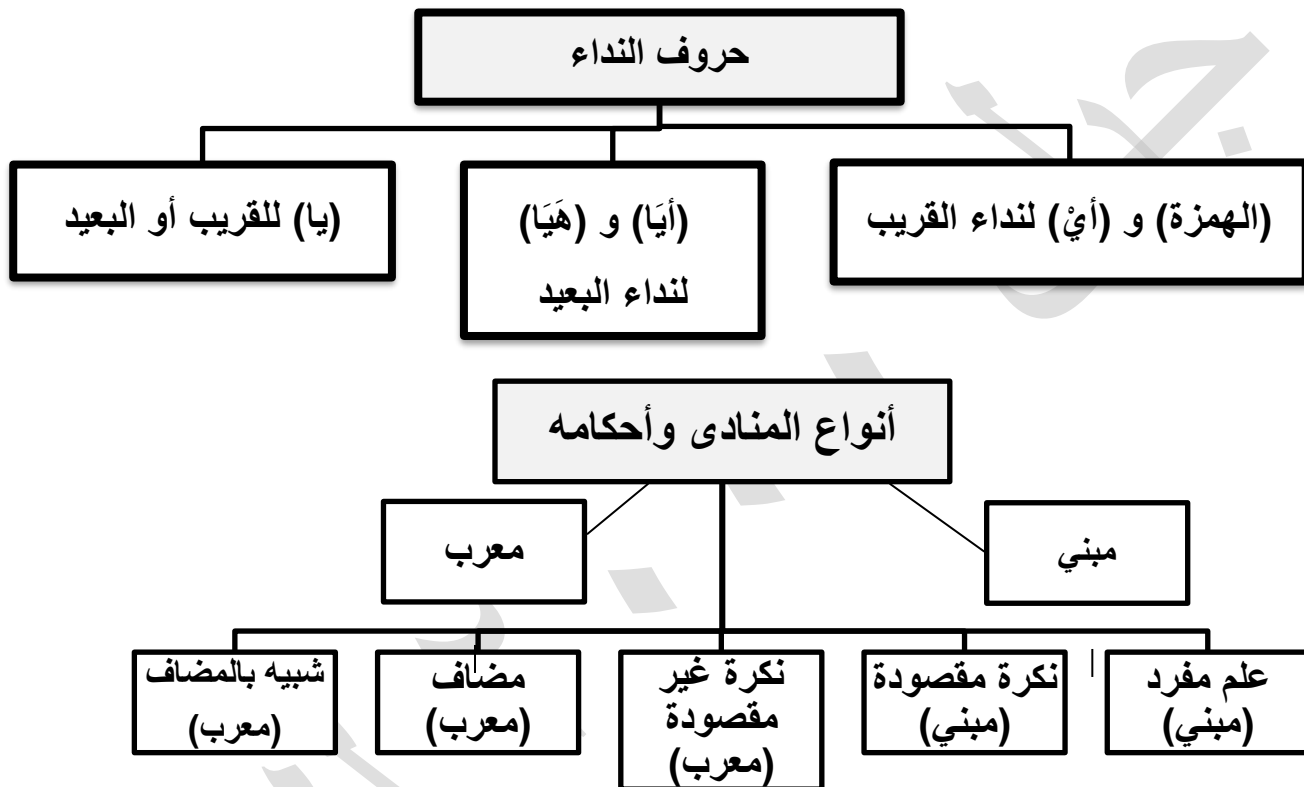 حروف النداء
(الهمزة) و (أيْ) لنداء القريب
(أيَا) و (هَيَا)
لنداء البعيد
(يا) للقريب أو البعيد
أنواع المنادى وأحكامه
مبني
معرب
علم مفرد
(مبني)
نكرة مقصودة
(مبني)
نكرة غير
مقصودة
(معرب)
مضاف
(معرب)
شبيه بالمضاف
(معرب)